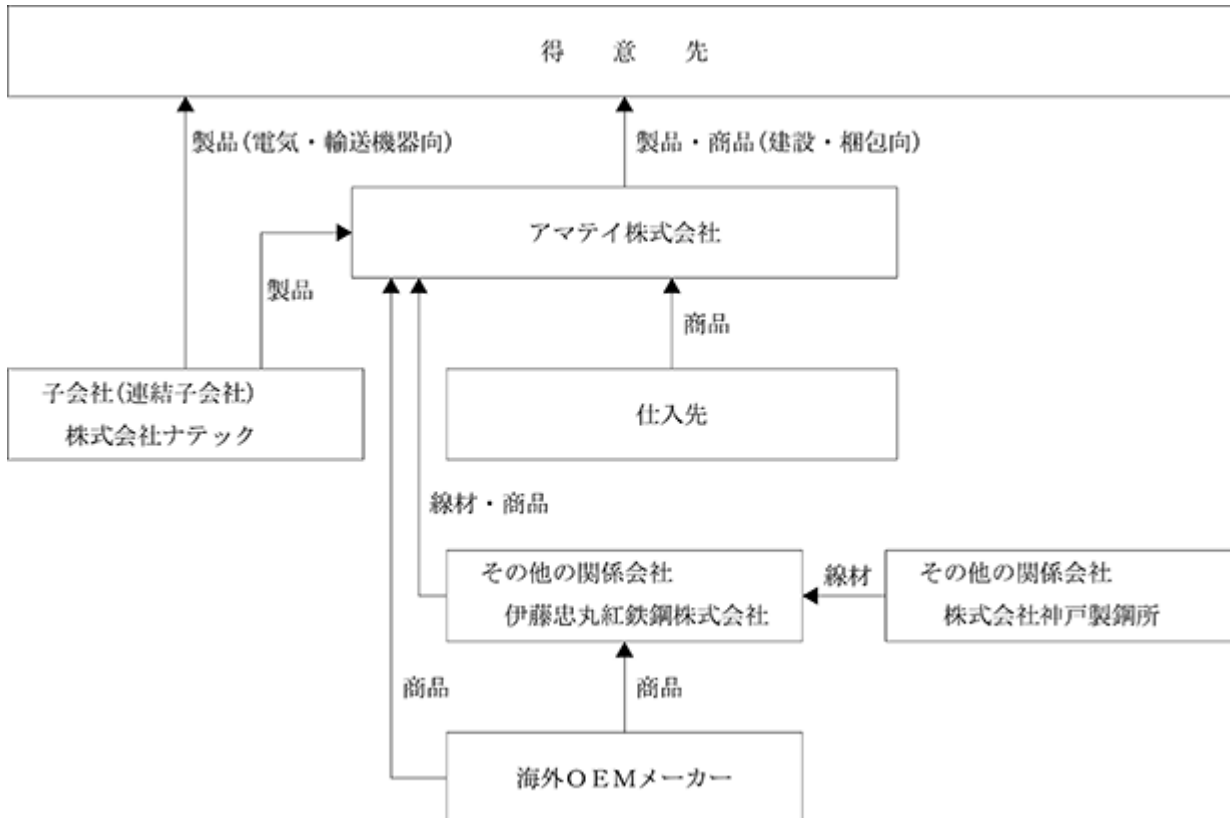 得意先
製品(電気・輸送機器向)
製品・商品(建設・梱包向)
アマテイ株式会社
製品
商品
子会社(連結子会社)
株式会社ナテック
仕入先
線材・商品
その他の関係会社
伊藤忠丸紅鉄鋼株式会社
線材
その他の関係会社
株式会社神戸製鋼所
商品
商品
海外OEMメーカー